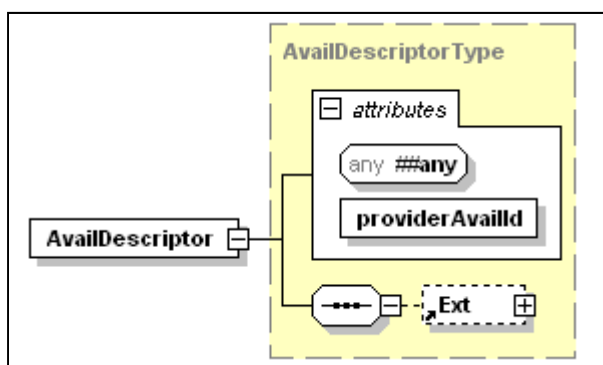 AvailDescriptorType
attributes
any ##any
providerAvailId
AvailDescriptor
Ext